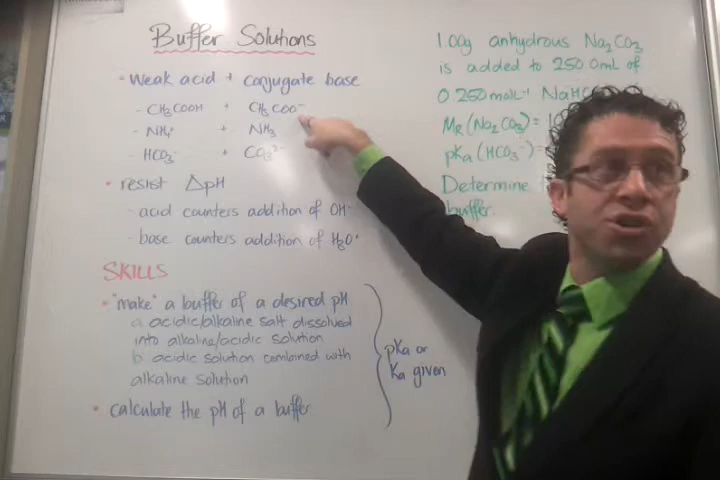 Buffer Solutions
• Weak acid + conjugate base
- CH3COOH + CH3COO-
- NH4+ + NH3
- HCO3- + CO3 2-
• resist ΔpH
- acid counters addition of OH-
- base counters addition of H3O+
SKILLS
• "make" a buffer of a desired pH
a. acidic/alkaline salt dissolved
into alkaline/acidic solution
b. acidic solution combined with
alkaline solution
pKa or
Ka given
• calculate the pH of a buffer
1.00g anhydrous Na2CO3
is added to 250.0mL of
0.250molL-1
Mr(Na2CO3)=
pKa(HCO3-)=
Determine
buffer.